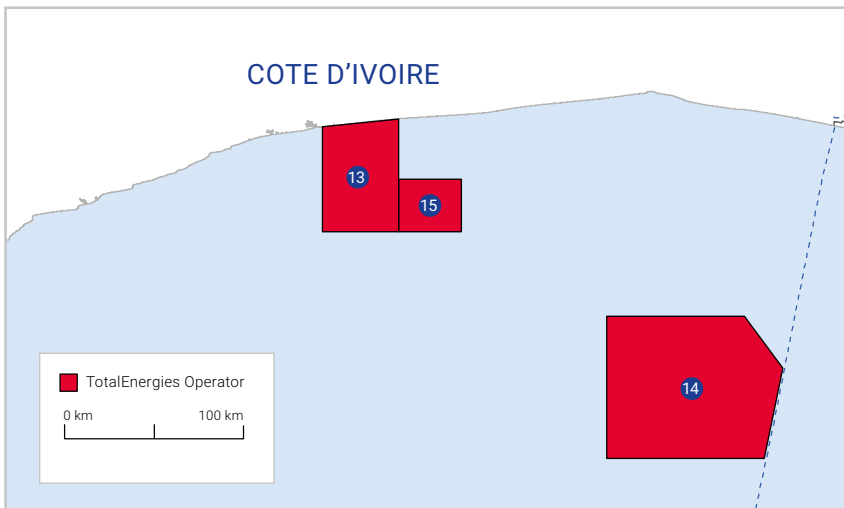 COTE D’IVOIRE
13
15
14
TotalEnergies Operator
0 km 100 km